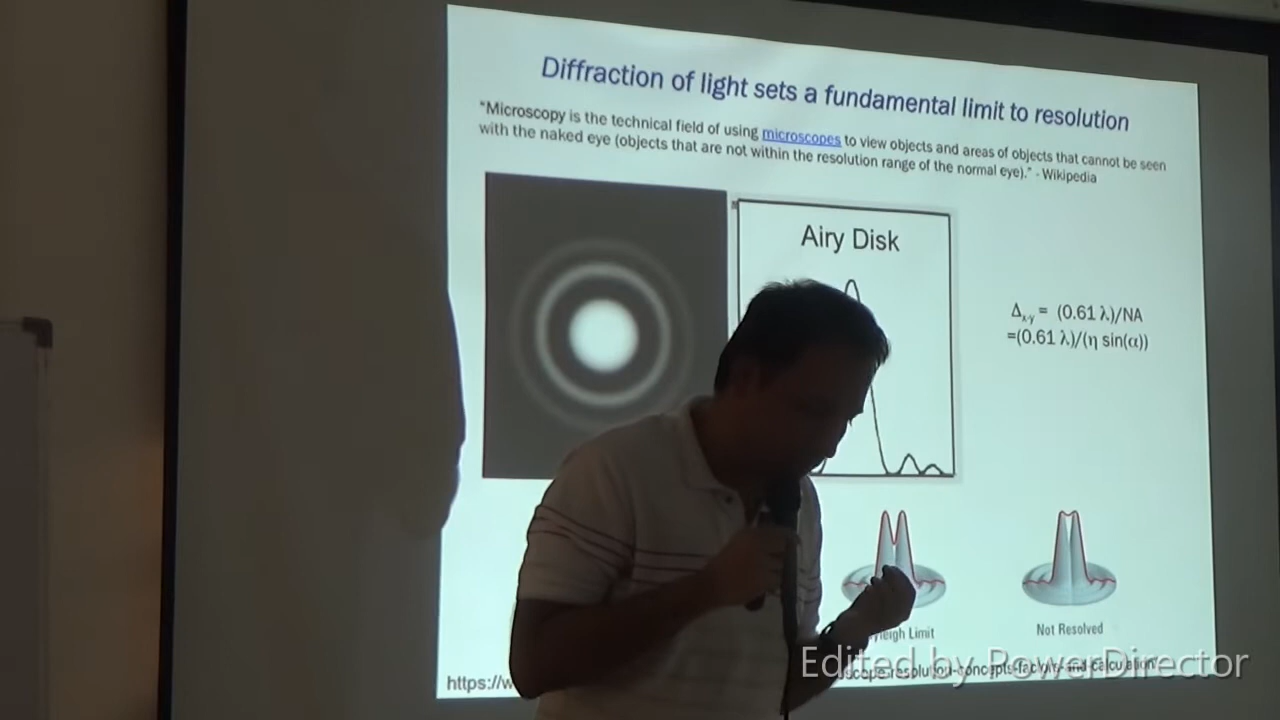 Diffraction of light sets a fundamental limit to resolution
"Microscopy is the technical field of using microscopes to view objects and areas of objects that cannot be seen
with the naked eye (objects that are not within the resolution range of the normal eye)." - Wikipedia
Airy Disk
Δx-y = (0.61 λ)/NA
=(0.61 λ)/(η sin(α))
Limit
Not Resolved
https://w
Edited by PowerDirector